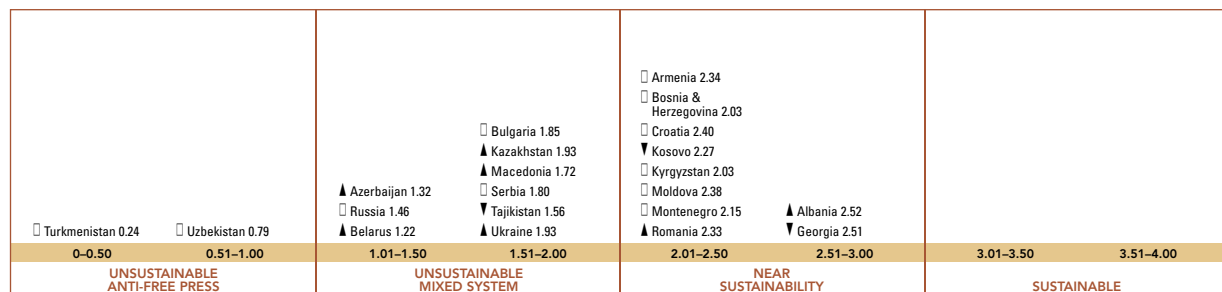 ▯ Turkmenistan 0.24
▯ Uzbekistan 0.79
▲ Azerbaijan 1.32
▯ Russia 1.46
▲ Belarus 1.22
▯ Bulgaria 1.85
▲ Kazakhstan 1.93
▲ Macedonia 1.72
▯ Serbia 1.80
▼ Tajikistan 1.56
▲ Ukraine 1.93
▯ Armenia 2.34
▯ Bosnia &
Herzegovina 2.03
▯ Croatia 2.40
▼ Kosovo 2.27
▯ Kyrgyzstan 2.03
▯ Moldova 2.38
▯ Montenegro 2.15
▲ Romania 2.33
▲ Albania 2.52
▼ Georgia 2.51
0–0.50 0.51–1.00 1.01–1.50 1.51–2.00 2.01–2.50 2.51–3.00 3.01–3.50 3.51–4.00
UNSUSTAINABLE
ANTI-FREE PRESS
UNSUSTAINABLE
MIXED SYSTEM
NEAR
SUSTAINABILITY
SUSTAINABLE